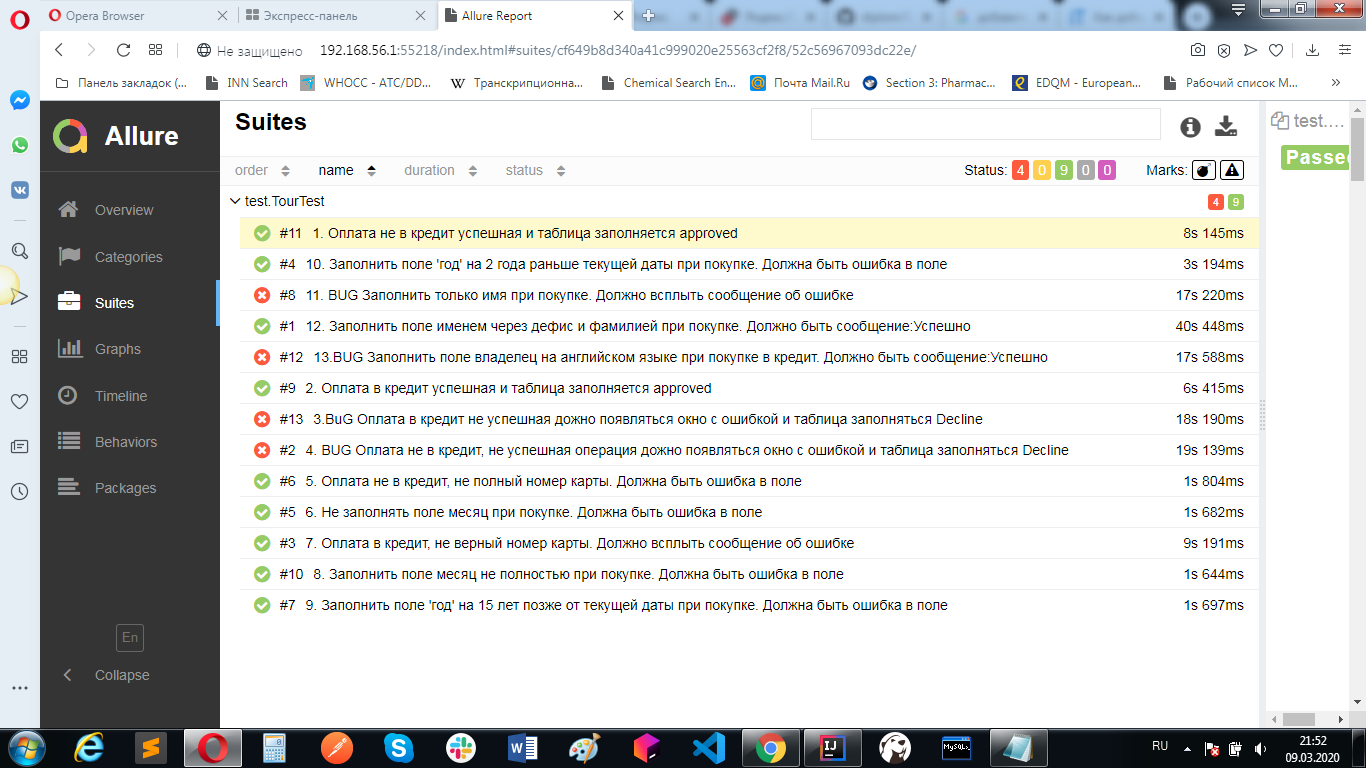 Opera Browser
Экспресс-панель
Allure Report
Не защищено 192.168.56.1:55218/index.html#suites/cf649b8d340a41c999020e25563cf2f8/52c56967093dc22e/
Панель закладок (...
INN Search
WHOCC - ATC/DD...
Транскрипционна...
Chemical Search En...
Почта Mail.Ru
Section 3: Pharmac...
EDQM - European...
Рабочий список М...
Allure
Overview
Categories
Suites
Graphs
Timeline
Behaviors
Packages
En
Collapse
Suites
order name duration status Status: 4 0 9 0 0 Marks:
test.TourTest 4 9
#11 1. Оплата не в кредит успешная и таблица заполняется approved 8s 145ms
#4 10. Заполнить поле 'год' на 2 года раньше текущей даты при покупке. Должна быть ошибка в поле 3s 194ms
#8 11. BUG Заполнить только имя при покупке. Должно всплыть сообщение об ошибке 17s 220ms
#1 12. Заполнить поле именем через дефис и фамилией при покупке. Должно быть сообщение:Успешно 40s 448ms
#12 13.BUG Заполнить поле владелец на английском языке при покупке в кредит. Должно быть сообщение:Успешно 17s 588ms
#9 2. Оплата в кредит успешная и таблица заполняется approved 6s 415ms
#13 3.BuG Оплата в кредит не успешная дожно появляться окно с ошибкой и таблица заполняться Decline 18s 190ms
#2 4. BUG Оплата не в кредит, не успешная операция дожно появляться окно с ошибкой и таблица заполняться Decline 19s 139ms
#6 5. Оплата не в кредит, не полный номер карты. Должна быть ошибка в поле 1s 804ms
#5 6. Не заполнять поле месяц при покупке. Должна быть ошибка в поле 1s 682ms
#3 7. Оплата в кредит, не верный номер карты. Должно всплыть сообщение об ошибке 9s 191ms
#10 8. Заполнить поле месяц не полностью при покупке. Должна быть ошибка в поле 1s 644ms
#7 9. Заполнить поле 'год' на 15 лет позже от текущей даты при покупке. Должна быть ошибка в поле 1s 697ms
test....
Passed
RU
21:52
09.03.2020